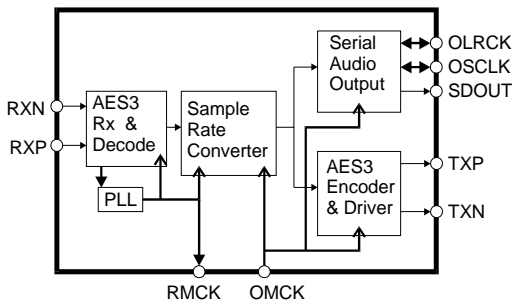 Serial
Audio
Output
OLRCK
OSCLK
SDOUT
RXN
RXP
AES3
Rx &
Decode
Sample
Rate
Converter
PLL
AES3
Encoder
& Driver
TXP
TXN
RMCK
OMCK